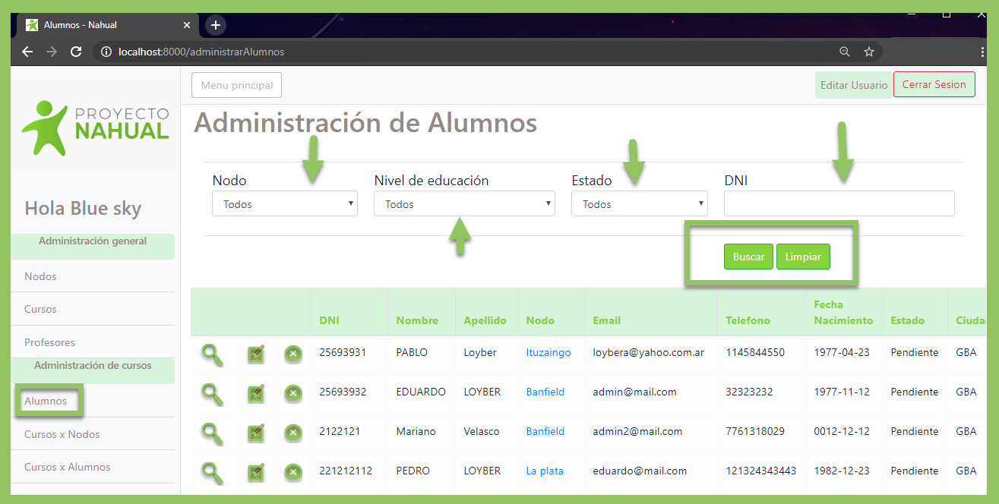 Alumnos - Nahual
localhost:8000/administrarAlumnos
Menu principal
Editar Usuario
Cerrar Sesion
PROYECTO
NAHUAL
Hola Blue sky
Administración general
Nodos
Cursos
Profesores
Administración de cursos
Alumnos
Cursos x Nodos
Cursos x Alumnos
Administración de Alumnos
Nodo Nivel de educación Estado DNI
Todos Todos Todos
Buscar Limpiar
DNI Nombre Apellido Nodo Email Telefono Fecha Nacimiento Estado Ciuda
25693931 PABLO Loyber Ituzaingo loybera@yahoo.com.ar 1145844550 1977-04-23 Pendiente GBA
25693932 EDUARDO LOYBER Banfield admin@mail.com 32323232 1977-11-12 Pendiente GBA
2122121 Mariano Velasco Banfield admin2@mail.com 7761318029 0012-12-12 Pendiente GBA
221212112 PEDRO LOYBER La plata eduardo@mail.com 121324343443 1982-12-23 Pendiente GBA